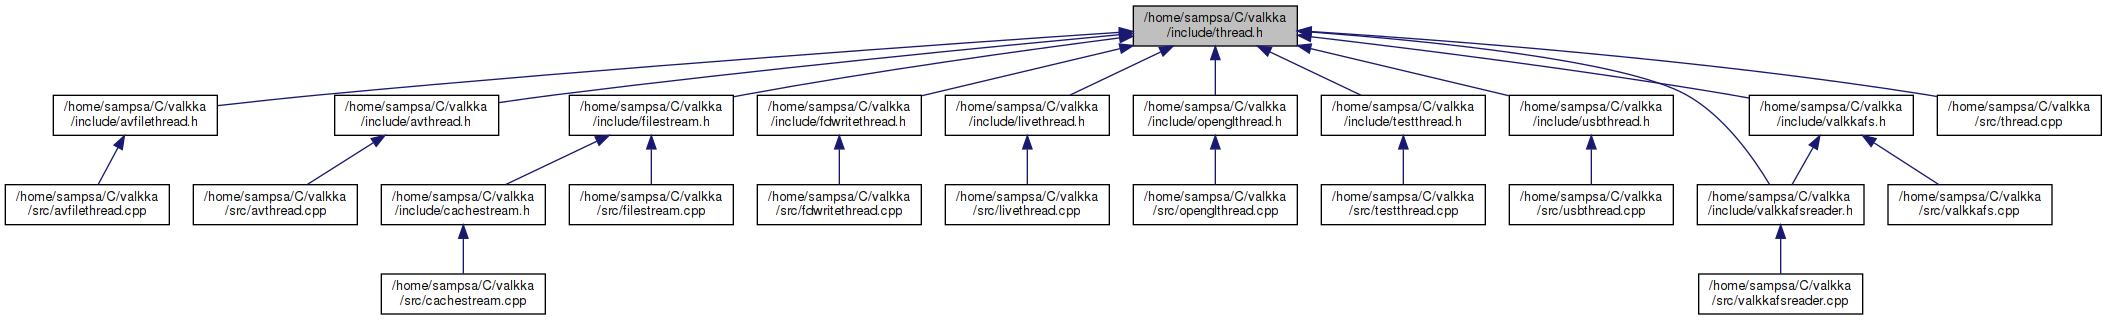 /home/sampsa/C/valkka
/include/thread.h
/home/sampsa/C/valkka
/include/avfilethread.h
/home/sampsa/C/valkka
/include/avthread.h
/home/sampsa/C/valkka
/include/filestream.h
/home/sampsa/C/valkka
/include/fdwritethread.h
/home/sampsa/C/valkka
/include/livethread.h
/home/sampsa/C/valkka
/include/openglthread.h
/home/sampsa/C/valkka
/include/testthread.h
/home/sampsa/C/valkka
/include/usbthread.h
/home/sampsa/C/valkka
/include/valkkafs.h
/home/sampsa/C/valkka
/src/thread.cpp
/home/sampsa/C/valkka
/src/avfilethread.cpp
/home/sampsa/C/valkka
/src/avthread.cpp
/home/sampsa/C/valkka
/include/cachestream.h
/home/sampsa/C/valkka
/src/filestream.cpp
/home/sampsa/C/valkka
/src/fdwritethread.cpp
/home/sampsa/C/valkka
/src/livethread.cpp
/home/sampsa/C/valkka
/src/openglthread.cpp
/home/sampsa/C/valkka
/src/testthread.cpp
/home/sampsa/C/valkka
/src/usbthread.cpp
/home/sampsa/C/valkka
/include/valkkafsreader.h
/home/sampsa/C/valkka
/src/valkkafs.cpp
/home/sampsa/C/valkka
/src/cachestream.cpp
/home/sampsa/C/valkka
/src/valkkafsreader.cpp